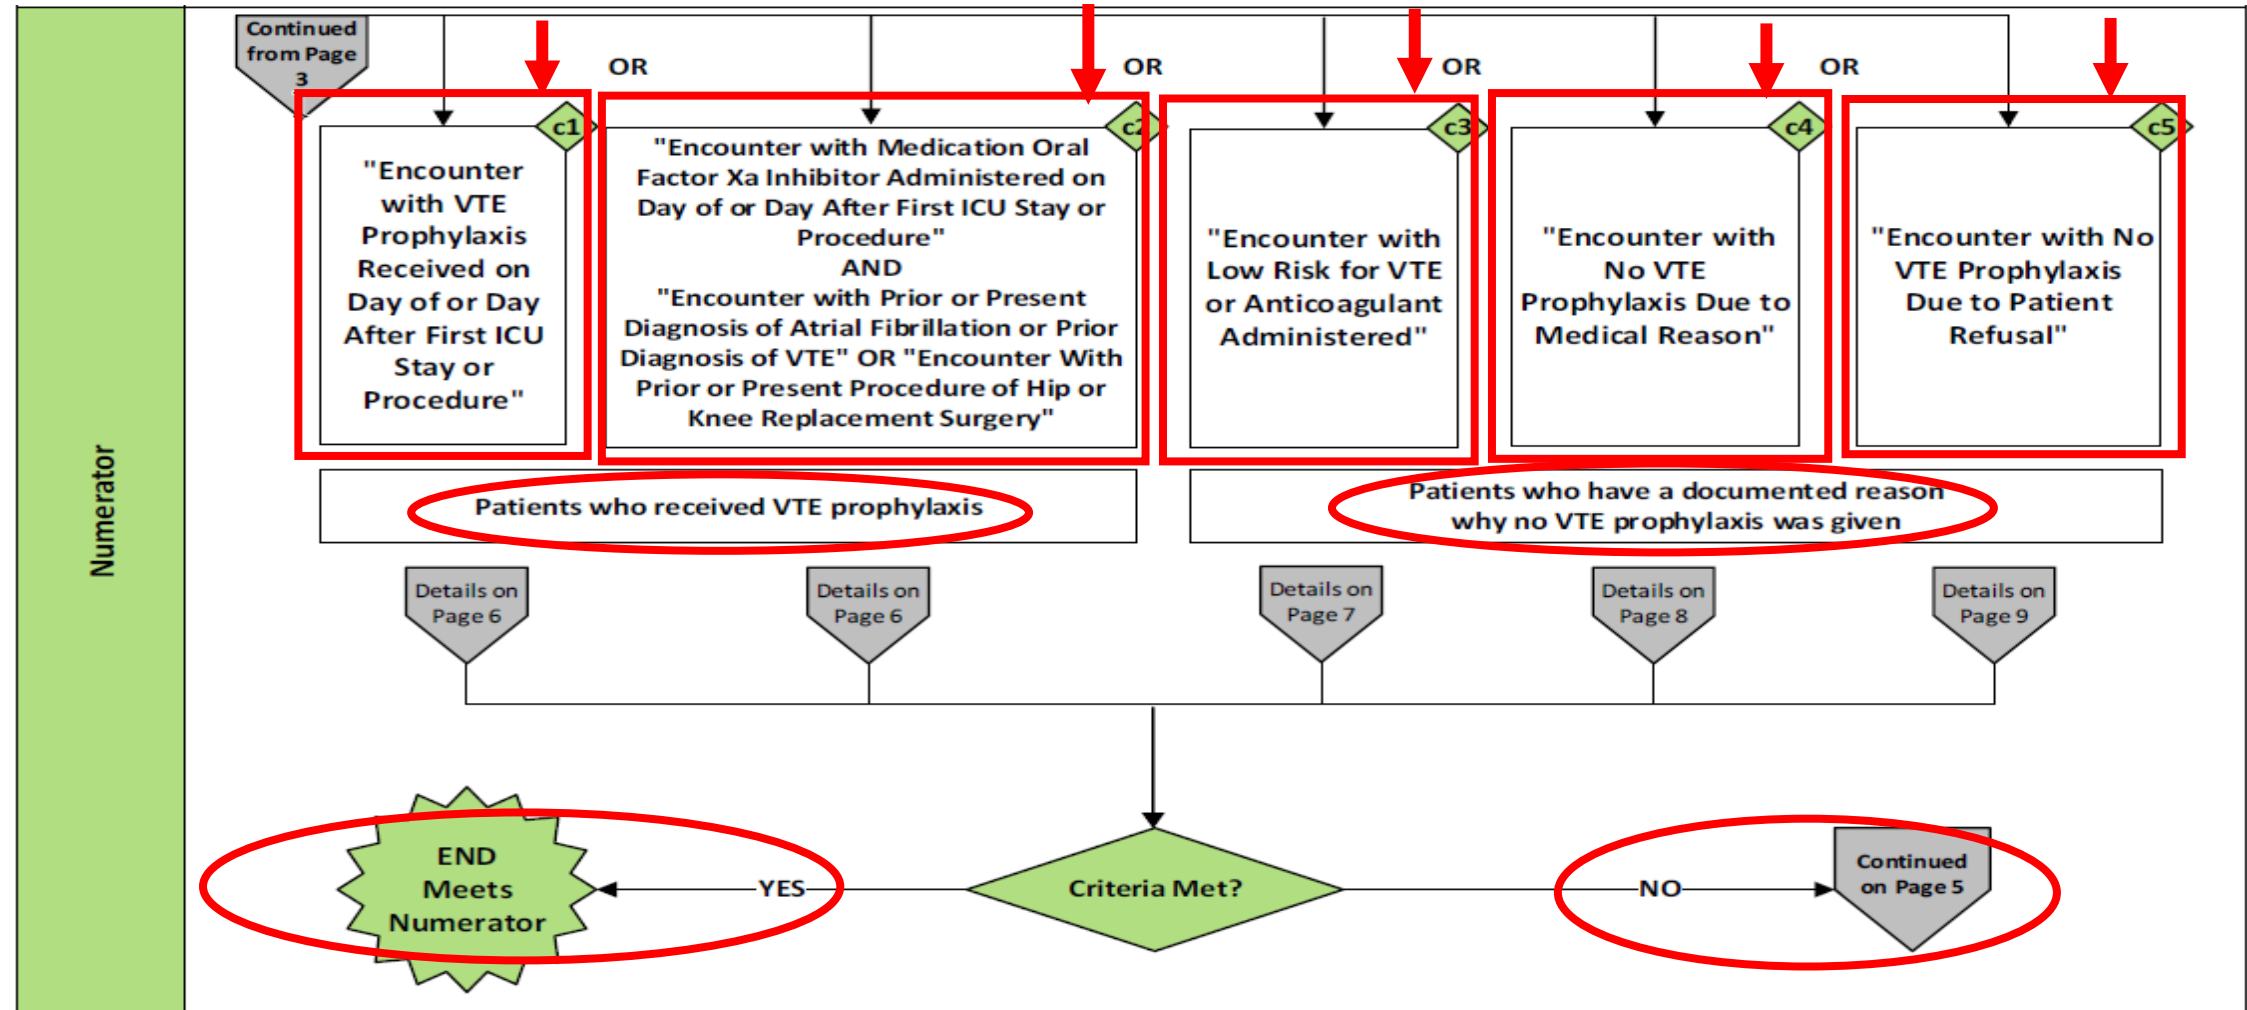 Continued
from Page
3
OR
OR
OR
OR
c1
"Encounter
with VTE
Prophylaxis
Received on
Day of or Day
After First ICU
Stay or
Procedure"
c2
"Encounter with Medication Oral
Factor Xa Inhibitor Administered on
Day of or Day After First ICU Stay or
Procedure"
AND
"Encounter with Prior or Present
Diagnosis of Atrial Fibrillation or Prior
Diagnosis of VTE" OR "Encounter With
Prior or Present Procedure of Hip or
Knee Replacement Surgery"
c3
"Encounter with
Low Risk for VTE
or Anticoagulant
Administered"
c4
"Encounter with
No VTE
Prophylaxis Due to
Medical Reason"
c5
"Encounter with No
VTE Prophylaxis
Due to Patient
Refusal"
Numerator
Patients who received VTE prophylaxis
Patients who have a documented reason
why no VTE prophylaxis was given
Details on
Page 6
Details on
Page 6
Details on
Page 7
Details on
Page 8
Details on
Page 9
END
Meets
Numerator
YES
Criteria Met?
NO
Continued
on Page 5